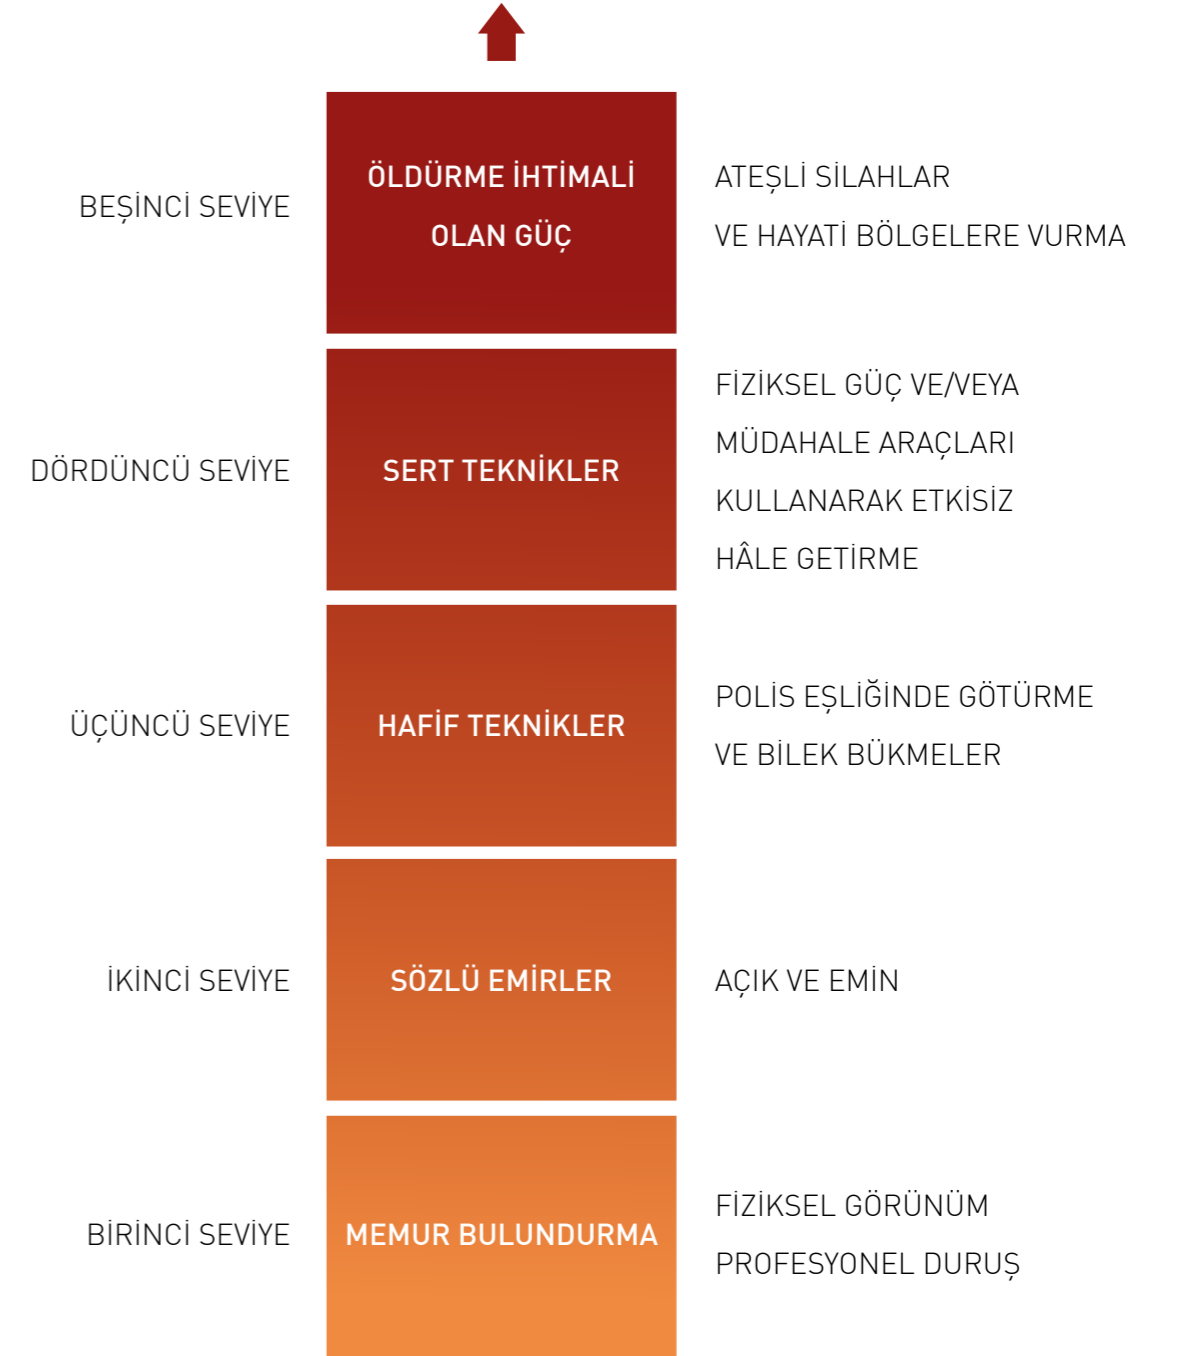 BEŞİNCİ SEVİYE
ÖLDÜRME İHTİMALİ
OLAN GÜÇ
ATEŞLİ SİLAHLAR
VE HAYATİ BÖLGELERE VURMA
DÖRDÜNCÜ SEVİYE
SERT TEKNİKLER
FİZİKSEL GÜÇ VE/VEYA
MÜDAHALE ARAÇLARI
KULLANARAK ETKİSİZ
HÂLE GETİRME
ÜÇÜNCÜ SEVİYE
HAFİF TEKNİKLER
POLİS EŞLİĞİNDE GÖTÜRME
VE BİLEK BÜKMELER
İKİNCİ SEVİYE
SÖZLÜ EMİRLER
AÇIK VE EMİN
BİRİNCİ SEVİYE
MEMUR BULUNDURMA
FİZİKSEL GÖRÜNÜM
PROFESYONEL DURUŞ